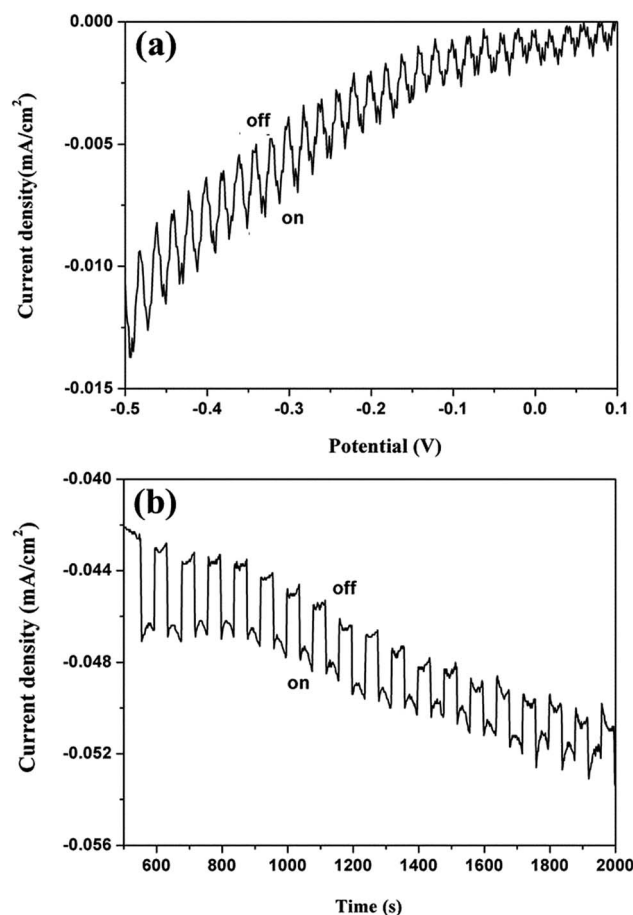 (a)
0.000
-0.005
-0.010
-0.015
Current density(mA/cm²)
off
on
-0.5 -0.4 -0.3 -0.2 -0.1 0.0 0.1
Potential (V)
(b)
-0.040
-0.044
-0.048
-0.052
-0.056
Current density (mA/cm²)
off
on
600 800 1000 1200 1400 1600 1800 2000
Time (s)